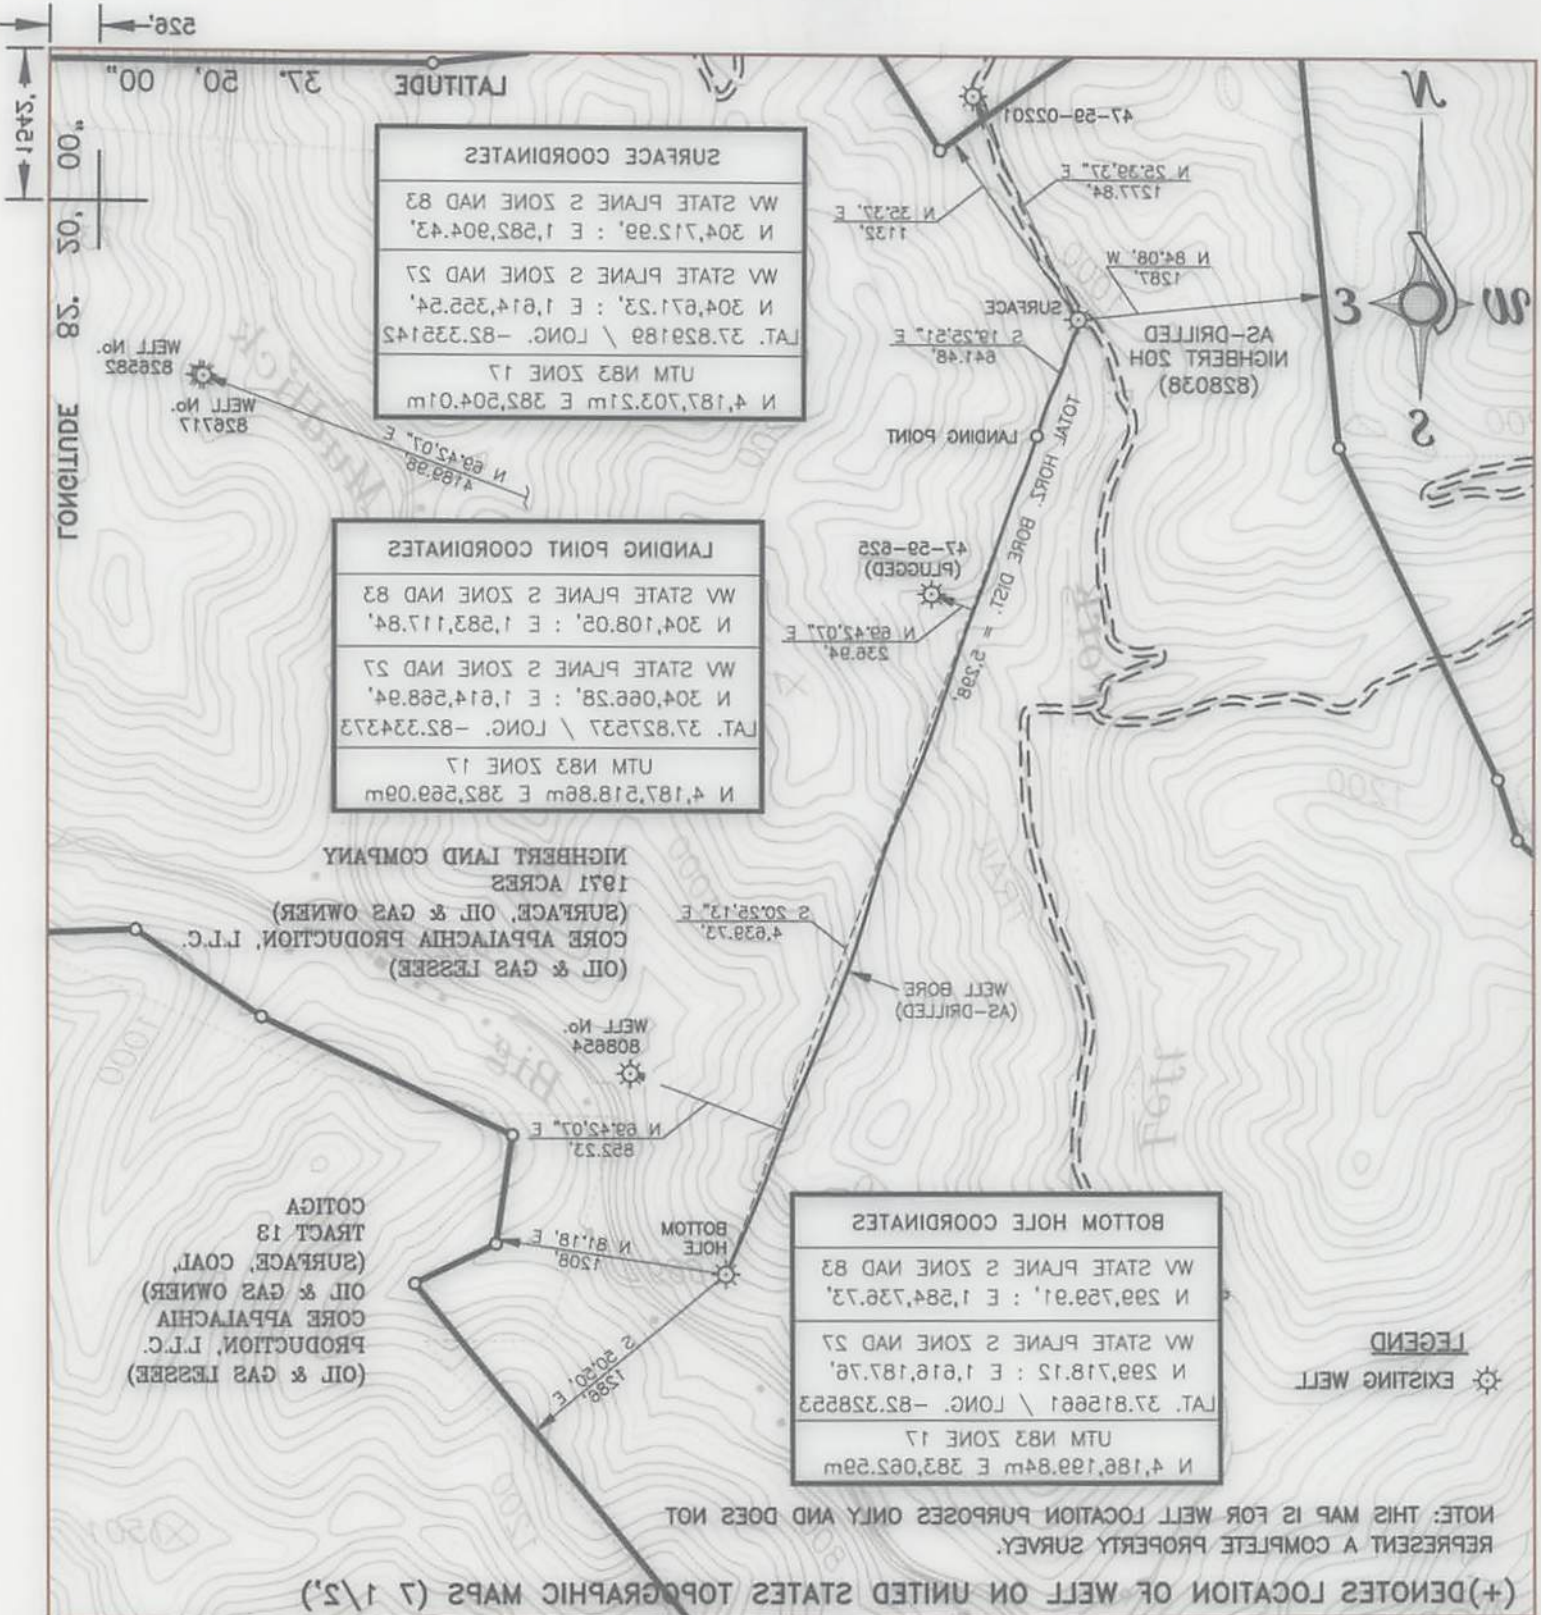 526'
1542'
LATITUDE 37° 50' 00"
LONGITUDE 82° 20' 00"
N
W
E
S
47-59-02201
N 25°39'37" E
1277.84'
N 35°37' E
1132'
N 84°08' W
1287'
SURFACE
AS-DRILLED
NIGHBERT 20H
(828038)
S 19°25'51" E
641.48'
LANDING POINT
TOTAL HORZ. BORE DIST. = 5,298'
SURFACE COORDINATES
WV STATE PLANE S ZONE NAD 83
N 304,712.99' : E 1,582,904.43'
WV STATE PLANE S ZONE NAD 27
N 304,671.23' : E 1,614,355.54'
LAT. 37.829189 / LONG. -82.335142
UTM N83 ZONE 17
N 4,187,703.21m E 382,504.01m
WELL No.
826582
WELL No.
826717
N 69°42'07" E
4189.98'
Maverick
LANDING POINT COORDINATES
WV STATE PLANE S ZONE NAD 83
N 304,108.05' : E 1,583,117.84'
WV STATE PLANE S ZONE NAD 27
N 304,066.28' : E 1,614,568.94'
LAT. 37.827537 / LONG. -82.334373
UTM N83 ZONE 17
N 4,187,518.86m E 382,569.09m
47-59-625
(PLUGGED)
N 69°42'07" E
236.94'
Fork
1200
1000
NIGHBERT LAND COMPANY
1971 ACRES
(SURFACE, OIL & GAS OWNER)
CORE APPALACHIA PRODUCTION, L.L.C.
(OIL & GAS LESSEE)
S 20°25'13" E
4,639.73'
WELL BORE
(AS-DRILLED)
Left
Big
WELL No.
808654
N 69°42'07" E
852.23'
BOTTOM
HOLE
N 81°18' E
1208'
S 50°50' E
1286'
COTIGA
TRACT 13
(SURFACE, COAL,
OIL & GAS OWNER)
CORE APPALACHIA
PRODUCTION, L.L.C.
(OIL & GAS LESSEE)
BOTTOM HOLE COORDINATES
WV STATE PLANE S ZONE NAD 83
N 299,759.91' : E 1,584,736.73'
WV STATE PLANE S ZONE NAD 27
N 299,718.12 : E 1,616,187.76'
LAT. 37.815661 / LONG. -82.328553
UTM N83 ZONE 17
N 4,186,199.84m E 383,062.59m
LEGEND
EXISTING WELL
NOTE: THIS MAP IS FOR WELL LOCATION PURPOSES ONLY AND DOES NOT
REPRESENT A COMPLETE PROPERTY SURVEY.
(+)DENOTES LOCATION OF WELL ON UNITED STATES TOPOGRAPHIC MAPS (7 1/2')